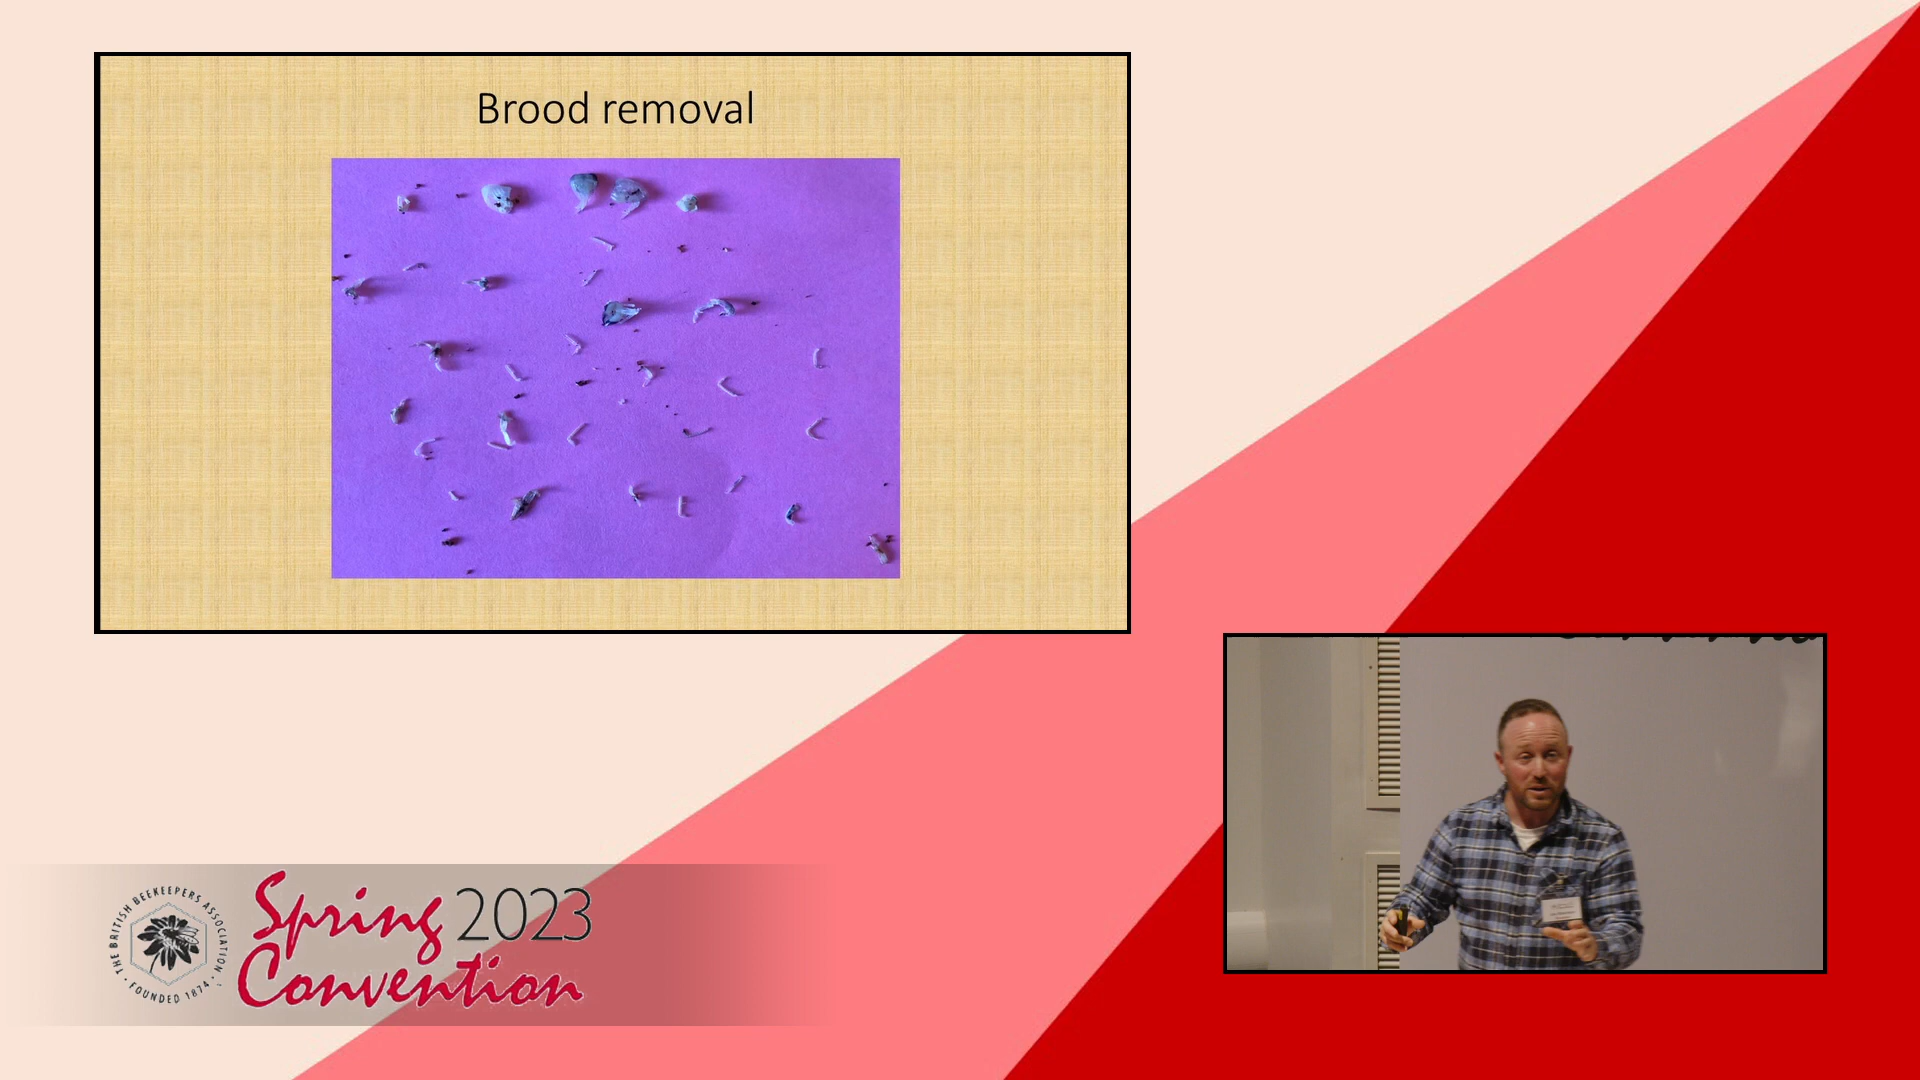 Brood removal
THE BRITISH BEEKEEPERS ASSOCIATION
FOUNDED 1874
Spring 2023
Convention